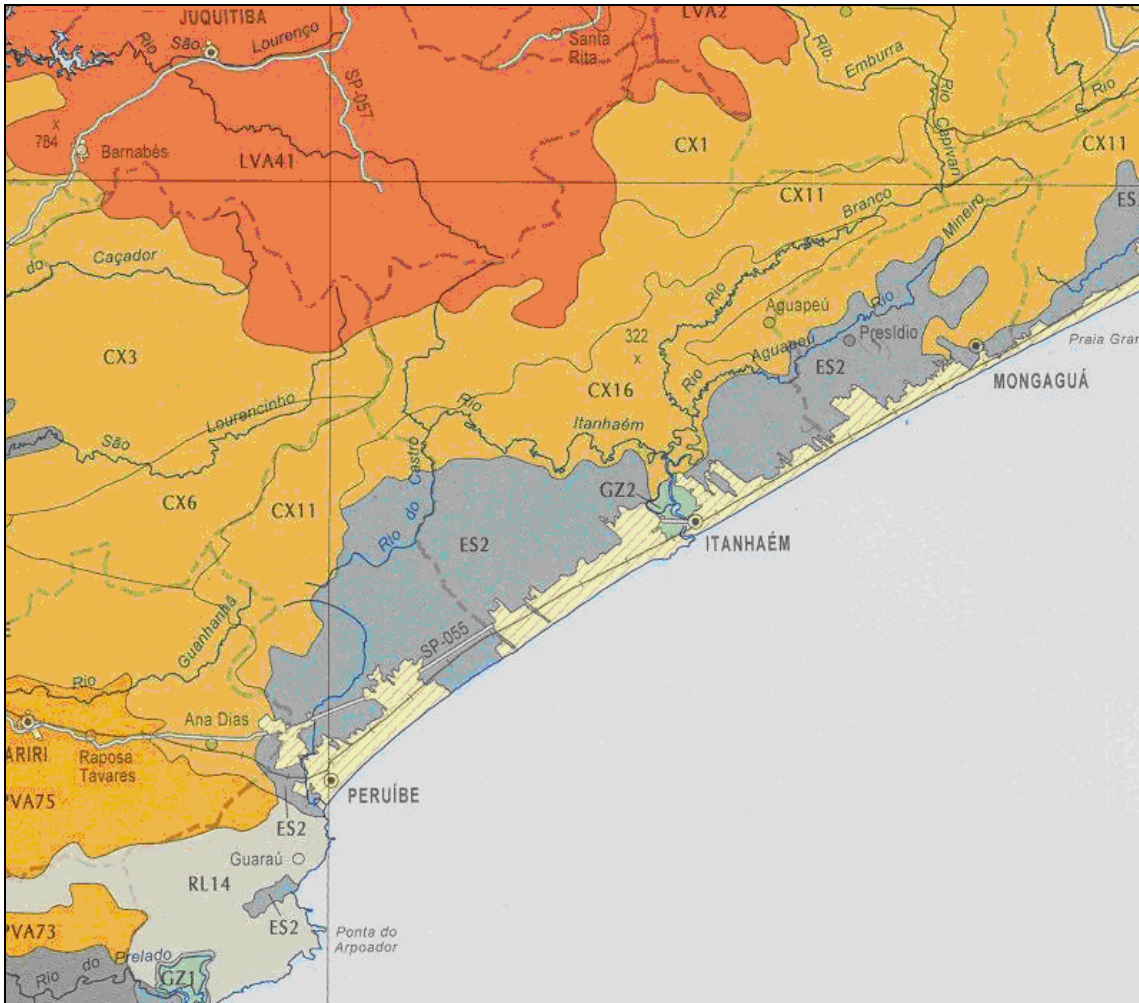 JUQUITIBA
LVA2
Rio
São
Lourenço
Santa
Rita
Rib.
Emburra
Rio
SP-057
Rio
Capivari
784
x
Barnabés
LVA41
CX1
CX11
CX11
Branco
Mineiro
ES
do
Caçador
Rio
Aguapeú
Rio
322
x
Presídio
Praia Gran
CX3
Aguapeú
Rio
ES2
CX16
MONGAGUÁ
Lourencinho
Rio
Itanhaém
São
Castro
CX6
CX11
do
Rio
GZ2
ES2
ITANHAÉM
Guanhanhã
SP-055
Rio
Ana Dias
ARIRI
Raposa
Tavares
PERUÍBE
PVA75
ES2
Guaraú
RL14
ES2
PVA73
Ponta do
Arpoador
Rio do Prelado
GZ1